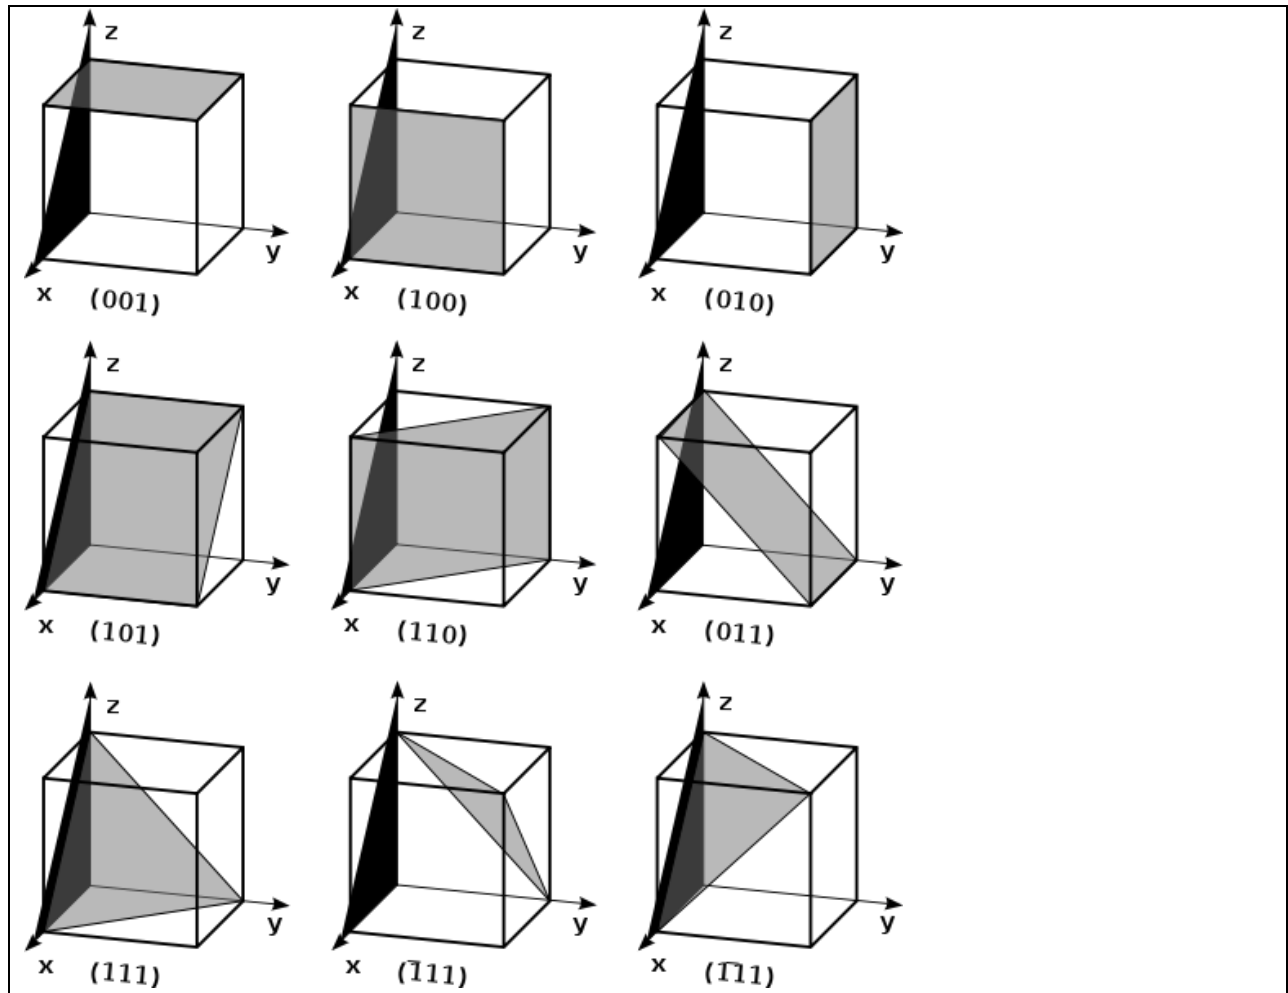 z z z
y y y
x (001) x (100) x (010)
z z z
y y y
x (101) x (110) x (011)
z z z
y y y
x (111) x (1̄11) x (11̄1)